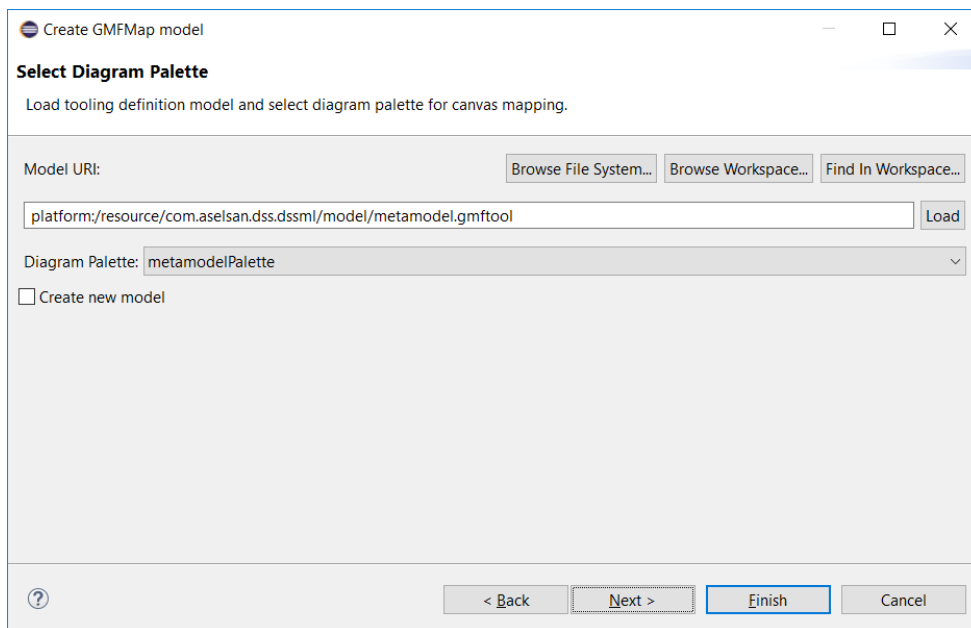 Create GMFMap model
Select Diagram Palette
Load tooling definition model and select diagram palette for canvas mapping.
Model URI: Browse File System... Browse Workspace... Find In Workspace...
platform:/resource/com.aselsan.dss.dssml/model/metamodel.gmftool Load
Diagram Palette: metamodelPalette
Create new model
? < Back Next > Finish Cancel